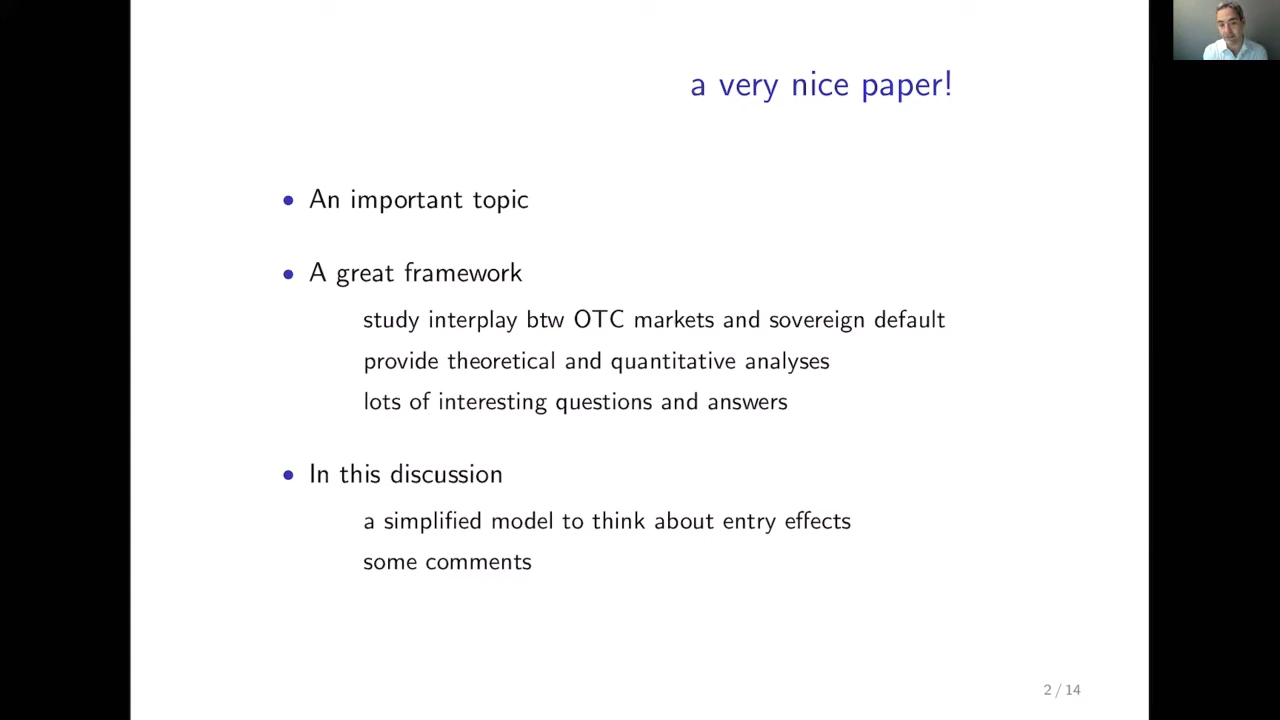 a very nice paper!
• An important topic
• A great framework
study interplay btw OTC markets and sovereign default
provide theoretical and quantitative analyses
lots of interesting questions and answers
• In this discussion
a simplified model to think about entry effects
some comments
2 / 14